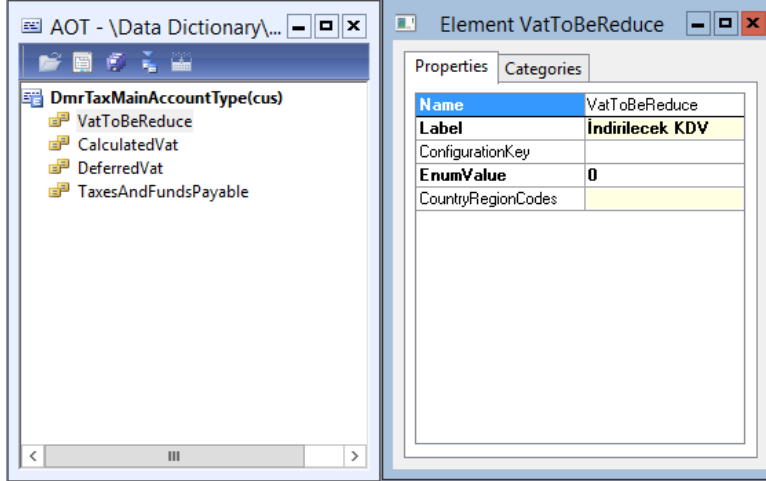 AOT - \Data Dictionary\...
DmrTaxMainAccountType(cus)
VatToBeReduce
CalculatedVat
DeferredVat
TaxesAndFundsPayable
Element VatToBeReduce
Properties Categories
Name VatToBeReduce
Label İndirilecek KDV
ConfigurationKey
EnumValue 0
CountryRegionCodes